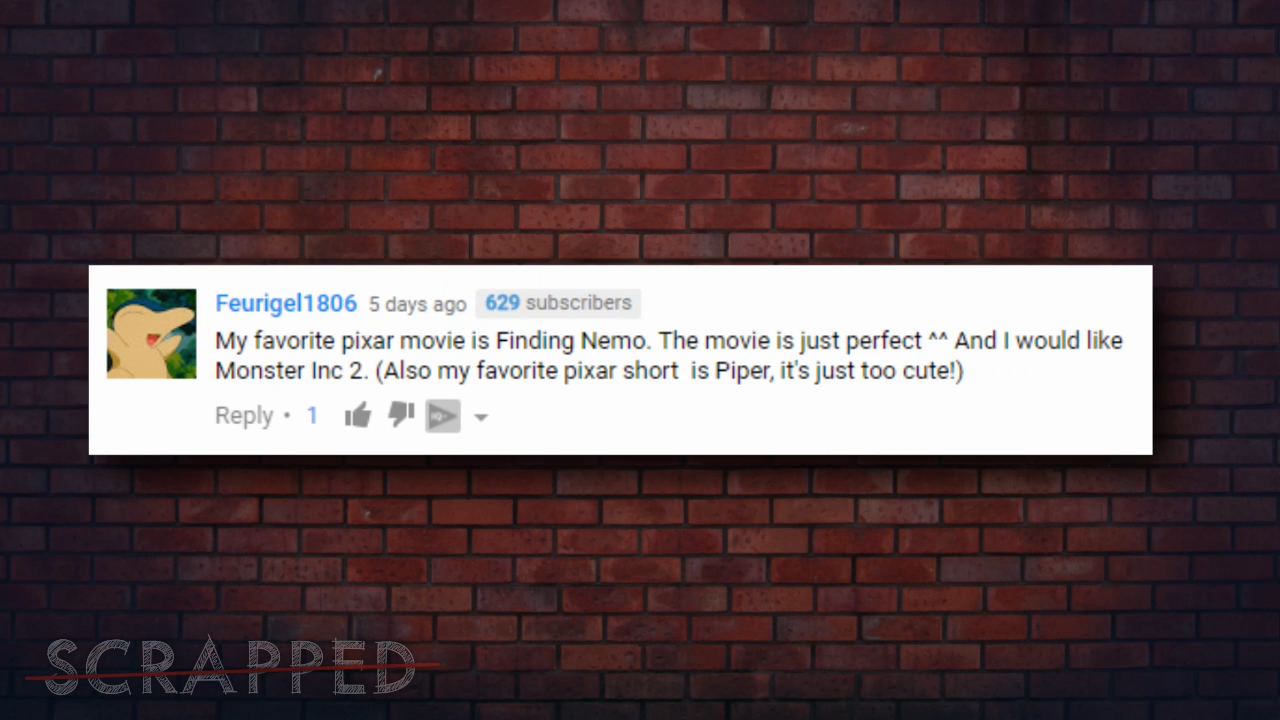 Feurigel1806 5 days ago 629 subscribers
My favorite pixar movie is Finding Nemo. The movie is just perfect ^^ And I would like
Monster Inc 2. (Also my favorite pixar short  is Piper, it's just too cute!)
Reply • 1
SCRAPPED